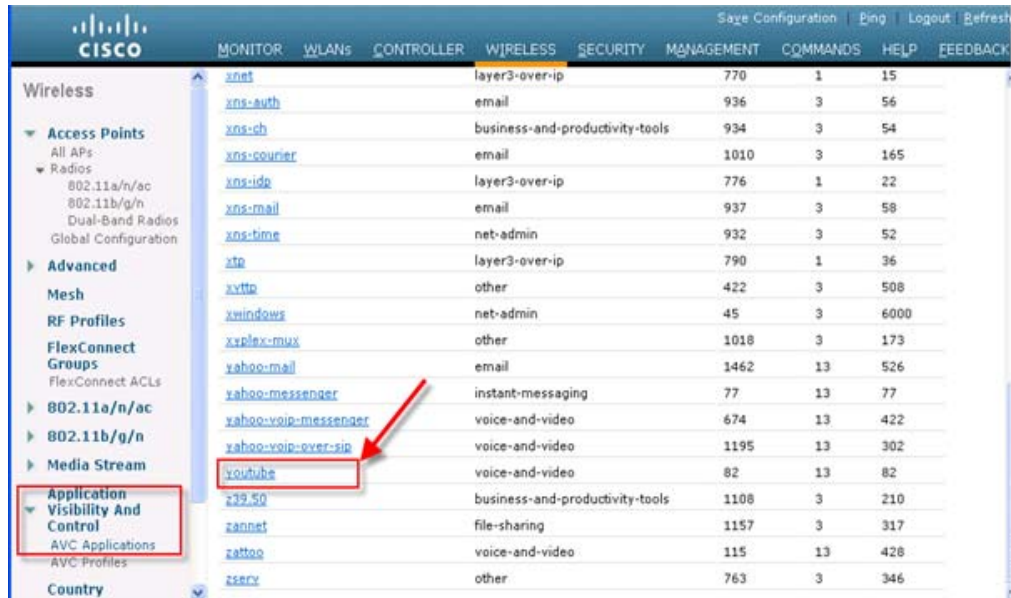 Save Configuration Ping Logout Refresh
CISCO
MONITOR WLANs CONTROLLER WIRELESS SECURITY MANAGEMENT COMMANDS HELP FEEDBACK
Wireless
Access Points
All APs
Radios
802.11a/n/ac
802.11b/g/n
Dual-Band Radios
Global Configuration
Advanced
Mesh
RF Profiles
FlexConnect
Groups
FlexConnect ACLs
802.11a/n/ac
802.11b/g/n
Media Stream
Application
Visibility And
Control
AVC Applications
AVC Profiles
Country
xnet layer3-over-ip 770 1 15
xns-auth email 936 3 56
xns-ch business-and-productivity-tools 934 3 54
xns-courier email 1010 3 165
xns-idp layer3-over-ip 776 1 22
xns-mail email 937 3 58
xns-time net-admin 932 3 52
xtp layer3-over-ip 790 1 36
xvttp other 422 3 508
xwindows net-admin 45 3 6000
xyplex-mux other 1018 3 173
yahoo-mail email 1462 13 526
yahoo-messenger instant-messaging 77 13 77
yahoo-voip-messenger voice-and-video 674 13 422
yahoo-voip-over-sip voice-and-video 1195 13 302
youtube voice-and-video 82 13 82
z39.50 business-and-productivity-tools 1108 3 210
zannet file-sharing 1157 3 317
zattoo voice-and-video 115 13 428
zserv other 763 3 346